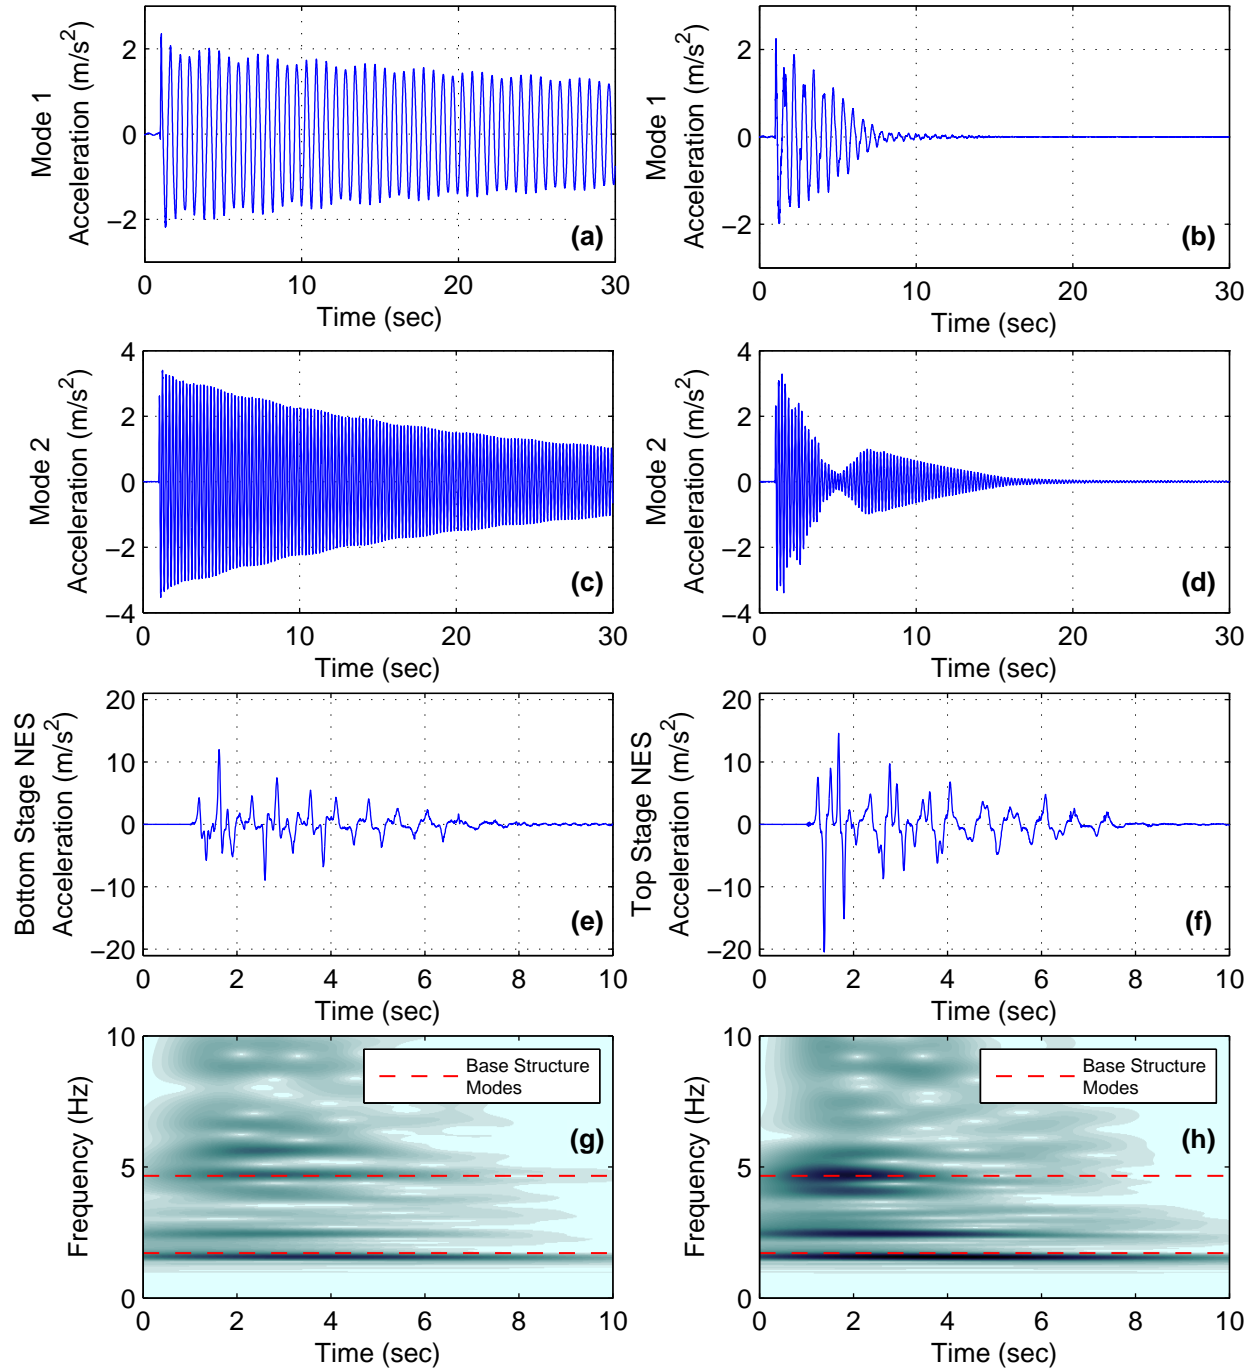 2
0
−2
0
10
20
30
Time (sec)
Mode 1
Acceleration (m/s²)
(a)
2
0
−2
0
10
20
30
Time (sec)
Mode 1
Acceleration (m/s²)
(b)
4
2
0
−2
−4
0
10
20
30
Time (sec)
Mode 2
Acceleration (m/s²)
(c)
4
2
0
−2
−4
0
10
20
30
Time (sec)
Mode 2
Acceleration (m/s²)
(d)
20
10
0
−10
−20
0
2
4
6
8
10
Time (sec)
Bottom Stage NES
Acceleration (m/s²)
(e)
20
10
0
−10
−20
0
2
4
6
8
10
Time (sec)
Top Stage NES
Acceleration (m/s²)
(f)
10
5
0
0
2
4
6
8
10
Time (sec)
Frequency (Hz)
Base Structure
Modes
(g)
10
5
0
0
2
4
6
8
10
Time (sec)
Frequency (Hz)
Base Structure
Modes
(h)